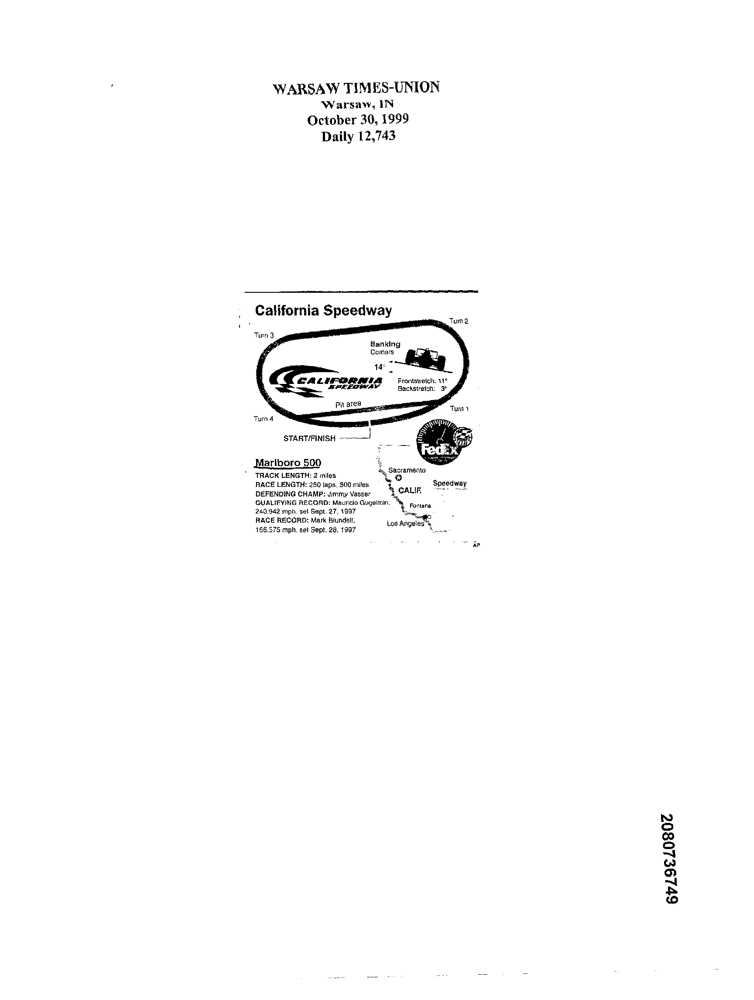 WARSAW TIMES-UNION
Warsaw, IN
October 30, 1999
Daily 12,743
California Speedway
Turn 2
Turn 3
Banking
Corners
14°
CALIFORNIA
SPEEDWAY
Frontstretch: 11°
Backstretch: 3°
Pit area
Turn 1
Turn 4
START/FINISH
FedEx
Marlboro 500
TRACK LENGTH: 2 miles
RACE LENGTH: 250 laps, 500 miles
DEFENDING CHAMP: Jimmy Vasser
QUALIFYING RECORD: Mauricio Gugelmin,
240.942 mph, set Sept. 27, 1997
RACE RECORD: Mark Blundell,
166.575 mph, set Sept. 28, 1997
Sacramento
CALIF.
Speedway
Fontana
Los Angeles
AP
2080736749